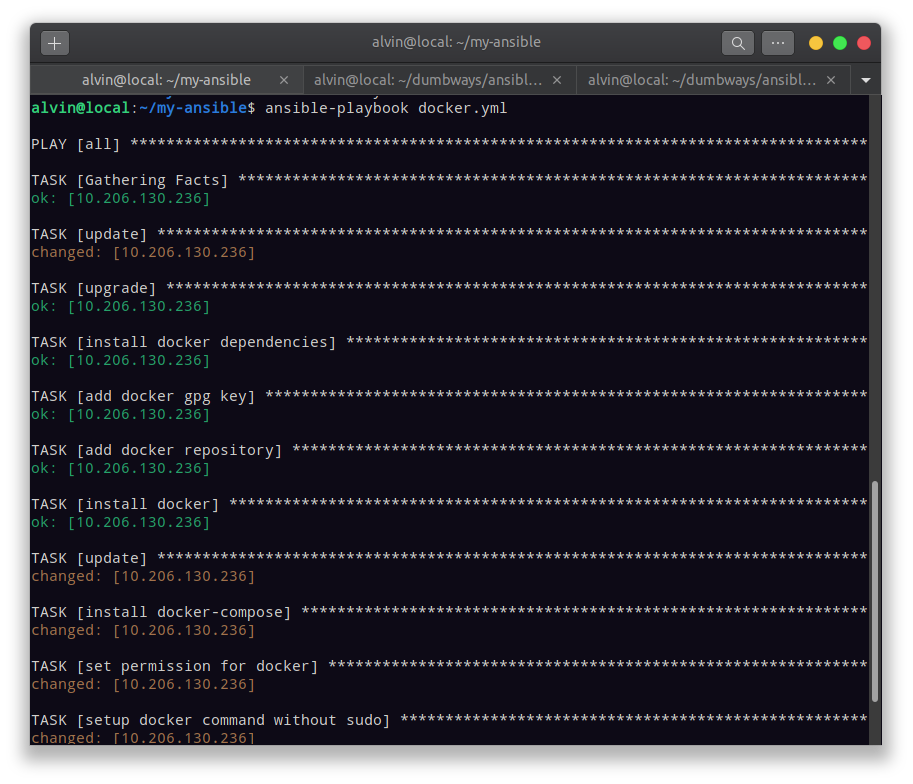 alvin@local: ~/my-ansible
alvin@local: ~/my-ansible × alvin@local: ~/dumbways/ansibl... × alvin@local: ~/dumbways/ansibl... ×
alvin@local:~/my-ansible$ ansible-playbook docker.yml
PLAY [all] **********************************************************************************
TASK [Gathering Facts] **********************************************************************
ok: [10.206.130.236]
TASK [update] *******************************************************************************
changed: [10.206.130.236]
TASK [upgrade] ******************************************************************************
ok: [10.206.130.236]
TASK [install docker dependencies] **********************************************************
ok: [10.206.130.236]
TASK [add docker gpg key] *******************************************************************
ok: [10.206.130.236]
TASK [add docker repository] ****************************************************************
ok: [10.206.130.236]
TASK [install docker] ***********************************************************************
ok: [10.206.130.236]
TASK [update] *******************************************************************************
changed: [10.206.130.236]
TASK [install docker-compose] ***************************************************************
changed: [10.206.130.236]
TASK [set permission for docker] ************************************************************
changed: [10.206.130.236]
TASK [setup docker command without sudo] ****************************************************
changed: [10.206.130.236]